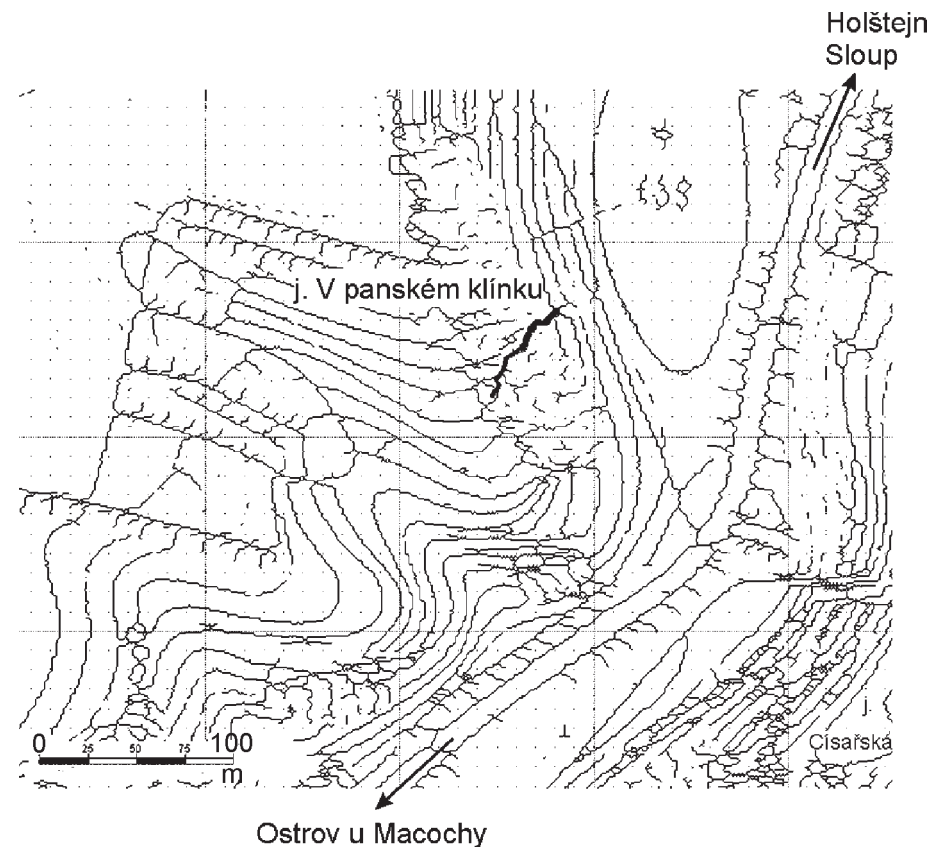 Holštejn
Sloup
j. V panském klínku
0 25 50 75 100
m
Císařská
Ostrov u Macochy